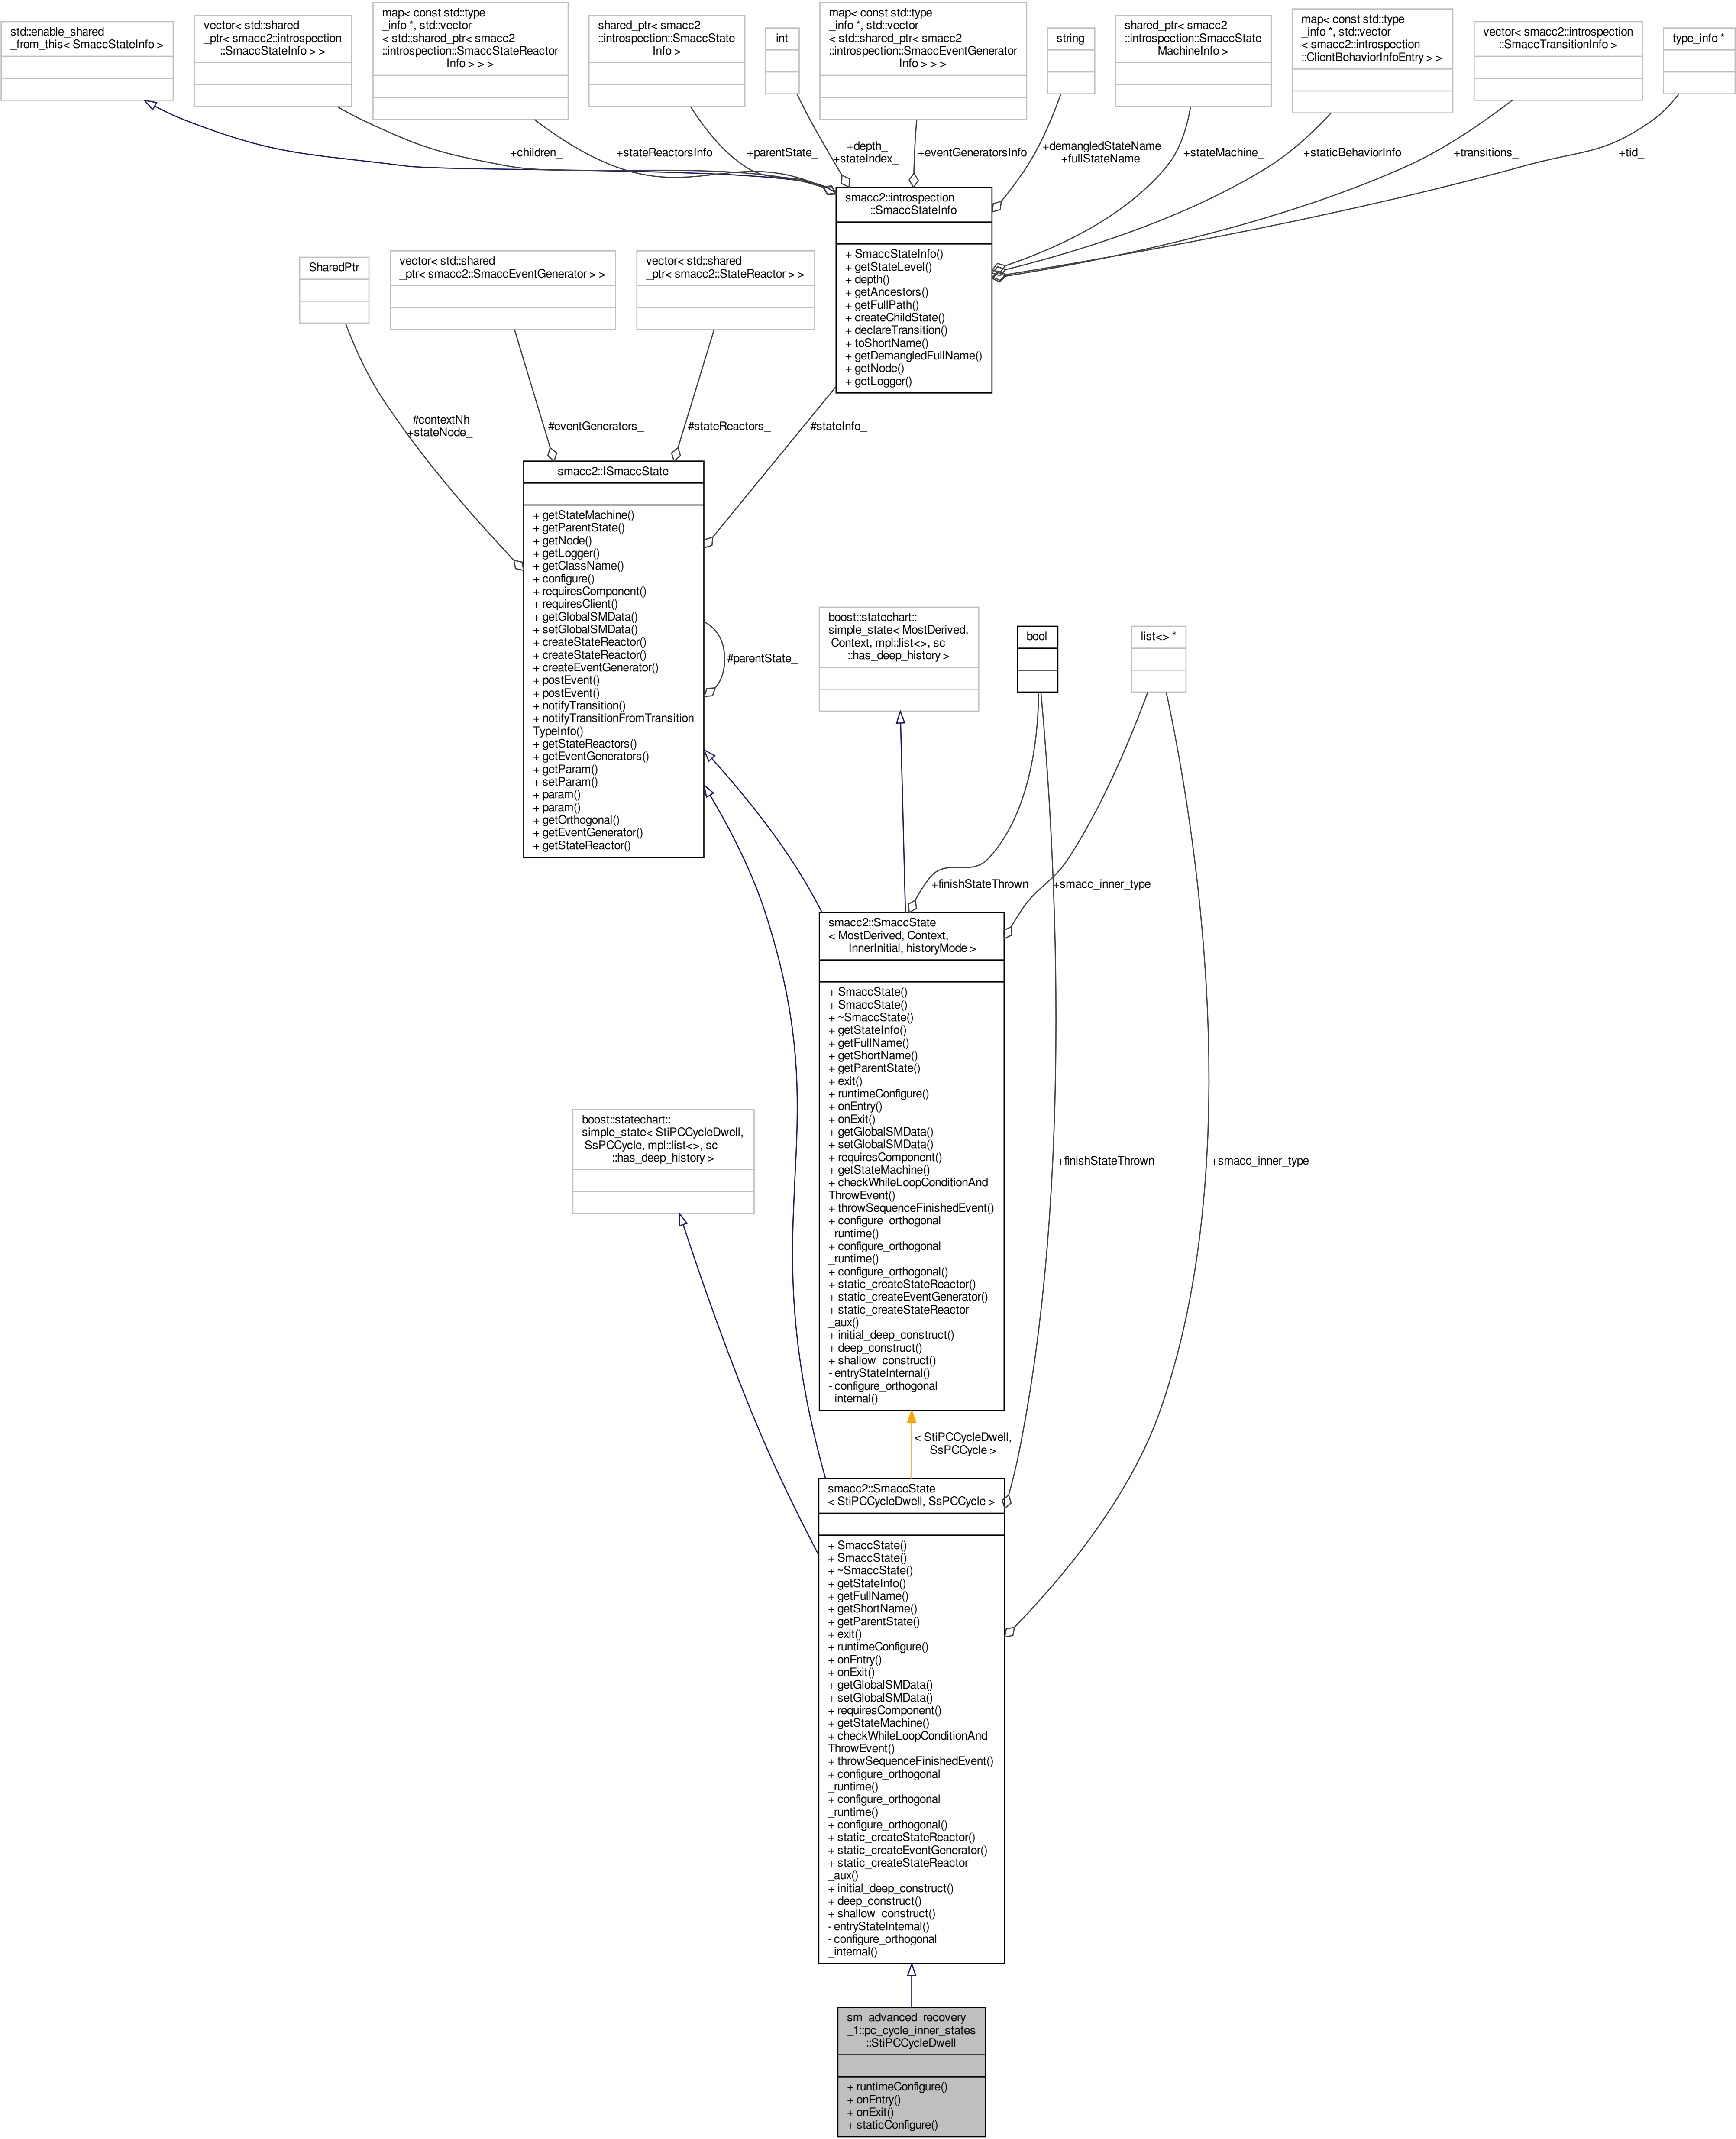 std::enable_shared
_from_this< SmaccStateInfo >
vector< std::shared
_ptr< smacc2::introspection
::SmaccStateInfo > >
map< const std::type
_info *, std::vector
< std::shared_ptr< smacc2
::introspection::SmaccStateReactor
Info > > >
shared_ptr< smacc2
::introspection::SmaccState
Info >
int
map< const std::type
_info *, std::vector
< std::shared_ptr< smacc2
::introspection::SmaccEventGenerator
Info > > >
string
shared_ptr< smacc2
::introspection::SmaccState
MachineInfo >
map< const std::type
_info *, std::vector
< smacc2::introspection
::ClientBehaviorInfoEntry > >
vector< smacc2::introspection
::SmaccTransitionInfo >
type_info *
+children_
+stateReactorsInfo
+parentState_
+depth_
+stateIndex_
+eventGeneratorsInfo
+demangledStateName
+fullStateName
+stateMachine_
+staticBehaviorInfo
+transitions_
+tid_
smacc2::introspection
::SmaccStateInfo
+ SmaccStateInfo()
+ getStateLevel()
+ depth()
+ getAncestors()
+ getFullPath()
+ createChildState()
+ declareTransition()
+ toShortName()
+ getDemangledFullName()
+ getNode()
+ getLogger()
SharedPtr
vector< std::shared
_ptr< smacc2::SmaccEventGenerator > >
vector< std::shared
_ptr< smacc2::StateReactor > >
#contextNh
+stateNode_
#eventGenerators_
#stateReactors_
#stateInfo_
smacc2::ISmaccState
+ getStateMachine()
+ getParentState()
+ getNode()
+ getLogger()
+ getClassName()
+ configure()
+ requiresComponent()
+ requiresClient()
+ getGlobalSMData()
+ setGlobalSMData()
+ createStateReactor()
+ createStateReactor()
+ createEventGenerator()
+ postEvent()
+ postEvent()
+ notifyTransition()
+ notifyTransitionFromTransition
TypeInfo()
+ getStateReactors()
+ getEventGenerators()
+ getParam()
+ setParam()
+ param()
+ param()
+ getOrthogonal()
+ getEventGenerator()
+ getStateReactor()
#parentState_
boost::statechart::
simple_state< MostDerived,
Context, mpl::list<>, sc
::has_deep_history >
bool
list<> *
+finishStateThrown
+smacc_inner_type
smacc2::SmaccState
< MostDerived, Context,
InnerInitial, historyMode >
+ SmaccState()
+ SmaccState()
+ ~SmaccState()
+ getStateInfo()
+ getFullName()
+ getShortName()
+ getParentState()
+ exit()
+ runtimeConfigure()
+ onEntry()
+ onExit()
+ getGlobalSMData()
+ setGlobalSMData()
+ requiresComponent()
+ getStateMachine()
+ checkWhileLoopConditionAnd
ThrowEvent()
+ throwSequenceFinishedEvent()
+ configure_orthogonal
_runtime()
+ configure_orthogonal
_runtime()
+ configure_orthogonal()
+ static_createStateReactor()
+ static_createEventGenerator()
+ static_createStateReactor
_aux()
+ initial_deep_construct()
+ deep_construct()
+ shallow_construct()
- entryStateInternal()
- configure_orthogonal
_internal()
boost::statechart::
simple_state< StiPCCycleDwell,
SsPCCycle, mpl::list<>, sc
::has_deep_history >
+finishStateThrown
+smacc_inner_type
< StiPCCycleDwell,
SsPCCycle >
smacc2::SmaccState
< StiPCCycleDwell, SsPCCycle >
+ SmaccState()
+ SmaccState()
+ ~SmaccState()
+ getStateInfo()
+ getFullName()
+ getShortName()
+ getParentState()
+ exit()
+ runtimeConfigure()
+ onEntry()
+ onExit()
+ getGlobalSMData()
+ setGlobalSMData()
+ requiresComponent()
+ getStateMachine()
+ checkWhileLoopConditionAnd
ThrowEvent()
+ throwSequenceFinishedEvent()
+ configure_orthogonal
_runtime()
+ configure_orthogonal
_runtime()
+ configure_orthogonal()
+ static_createStateReactor()
+ static_createEventGenerator()
+ static_createStateReactor
_aux()
+ initial_deep_construct()
+ deep_construct()
+ shallow_construct()
- entryStateInternal()
- configure_orthogonal
_internal()
sm_advanced_recovery
_1::pc_cycle_inner_states
::StiPCCycleDwell
+ runtimeConfigure()
+ onEntry()
+ onExit()
+ staticConfigure()